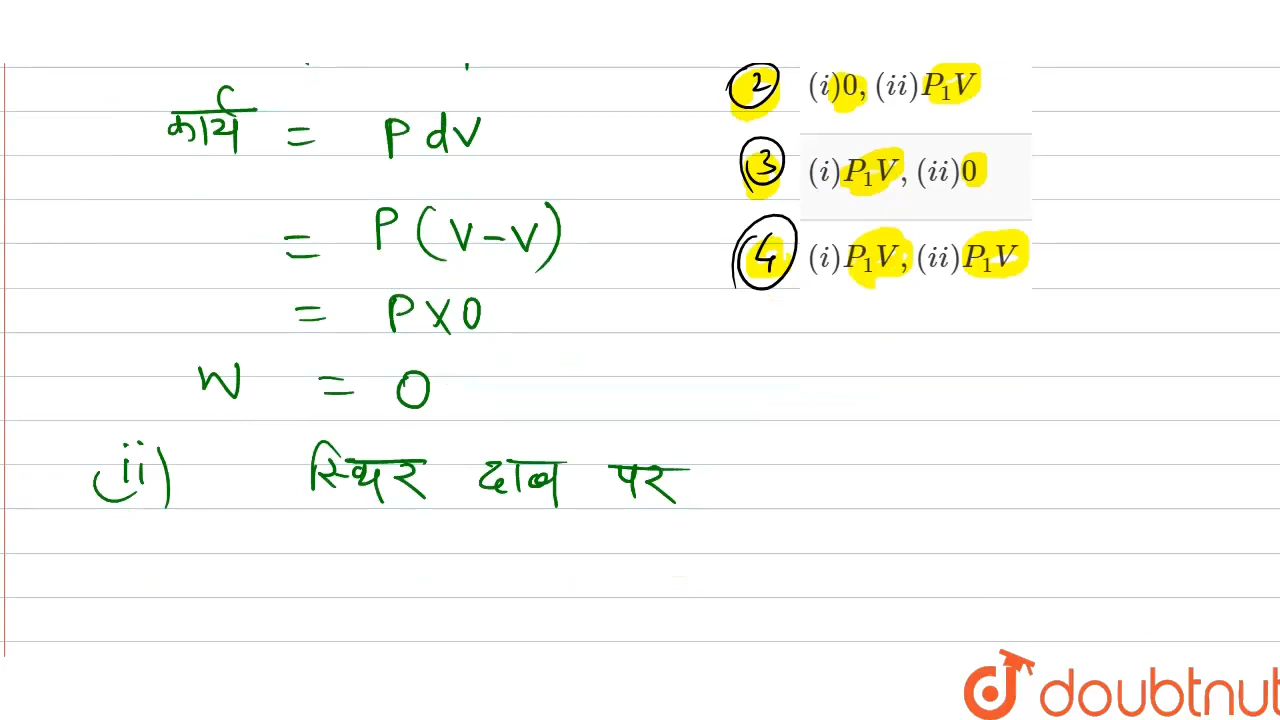 कार्य = P dV
= P (V-V)
= P X 0
W = 0
ii) स्थिर दाब पर
2 (i)0, (ii)P₁V
3 (i)P₁V, (ii)0
4 (i)P₁V, (ii)P₁V
doubtnut